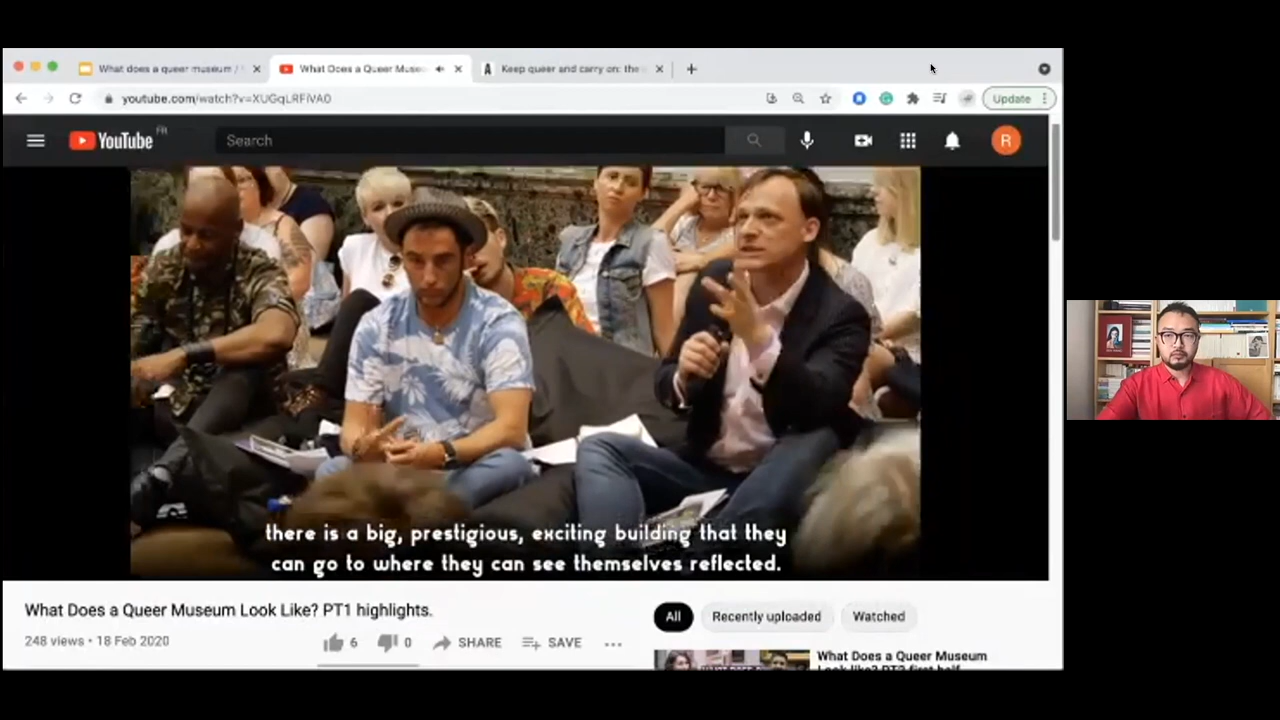 What does a queer museum /
What Does a Queer Muse
Keep queer and carry on: the
youtube.com/watch?v=XUGqLRFiVA0
Update
YouTube FR
Search
R
there is a big, prestigious, exciting building that they
can go to where they can see themselves reflected.
What Does a Queer Museum Look Like? PT1 highlights.
248 views • 18 Feb 2020
6
0
SHARE
SAVE
All
Recently uploaded
Watched
What Does a Queer Museum
Look like? PT2 first half